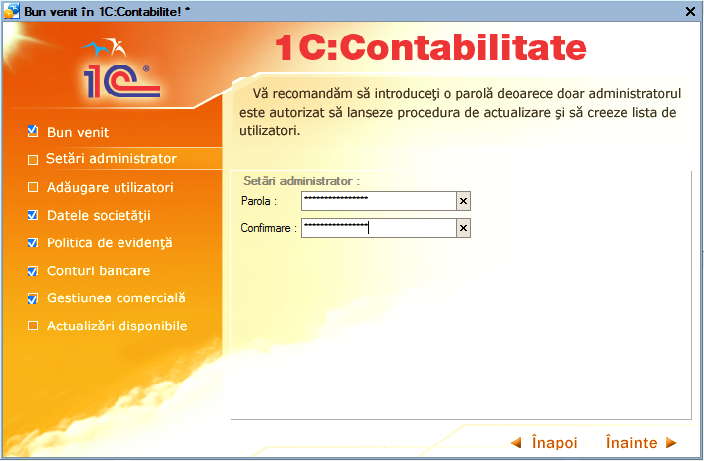 Bun venit în 1C:Contabilite! *
1C:Contabilitate
1C®
Vă recomandăm să introduceţi o parolă deoarece doar administratorul
este autorizat să lanseze procedura de actualizare şi să creeze lista de
utilizatori.
Bun venit
Setări administrator
Adăugare utilizatori
Datele societăţii
Politica de evidenţă
Conturi bancare
Gestiunea comercială
Actualizări disponibile
Setări administrator :
Parola : ****************
Confirmare : ****************
Înapoi Înainte